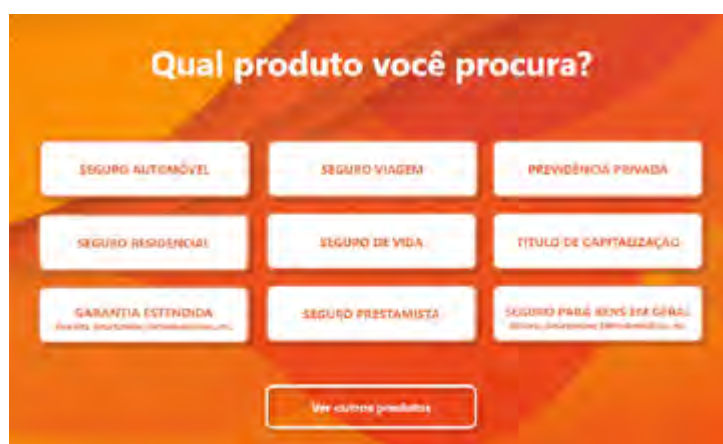 Qual produto você procura?
SEGURO AUTOMÓVEL
SEGURO VIAGEM
PREVIDÊNCIA PRIVADA
SEGURO RESIDENCIAL
SEGURO DE VIDA
TÍTULO DE CAPITALIZAÇÃO
GARANTIA ESTENDIDA
SEGURO PRESTAMISTA
SEGURO PARA BENS EM GERAL
Ver outros produtos